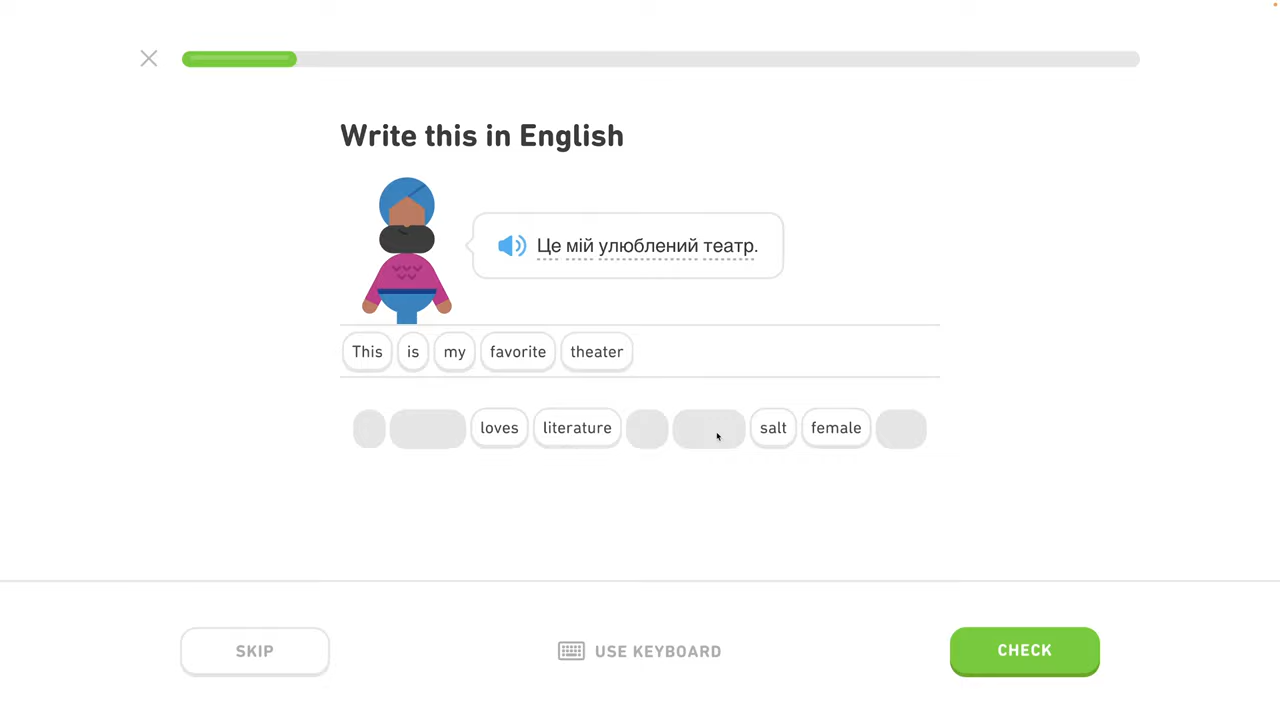 Write this in English
Це мій улюблений театр.
This is my favorite theater
loves literature salt female
SKIP USE KEYBOARD CHECK